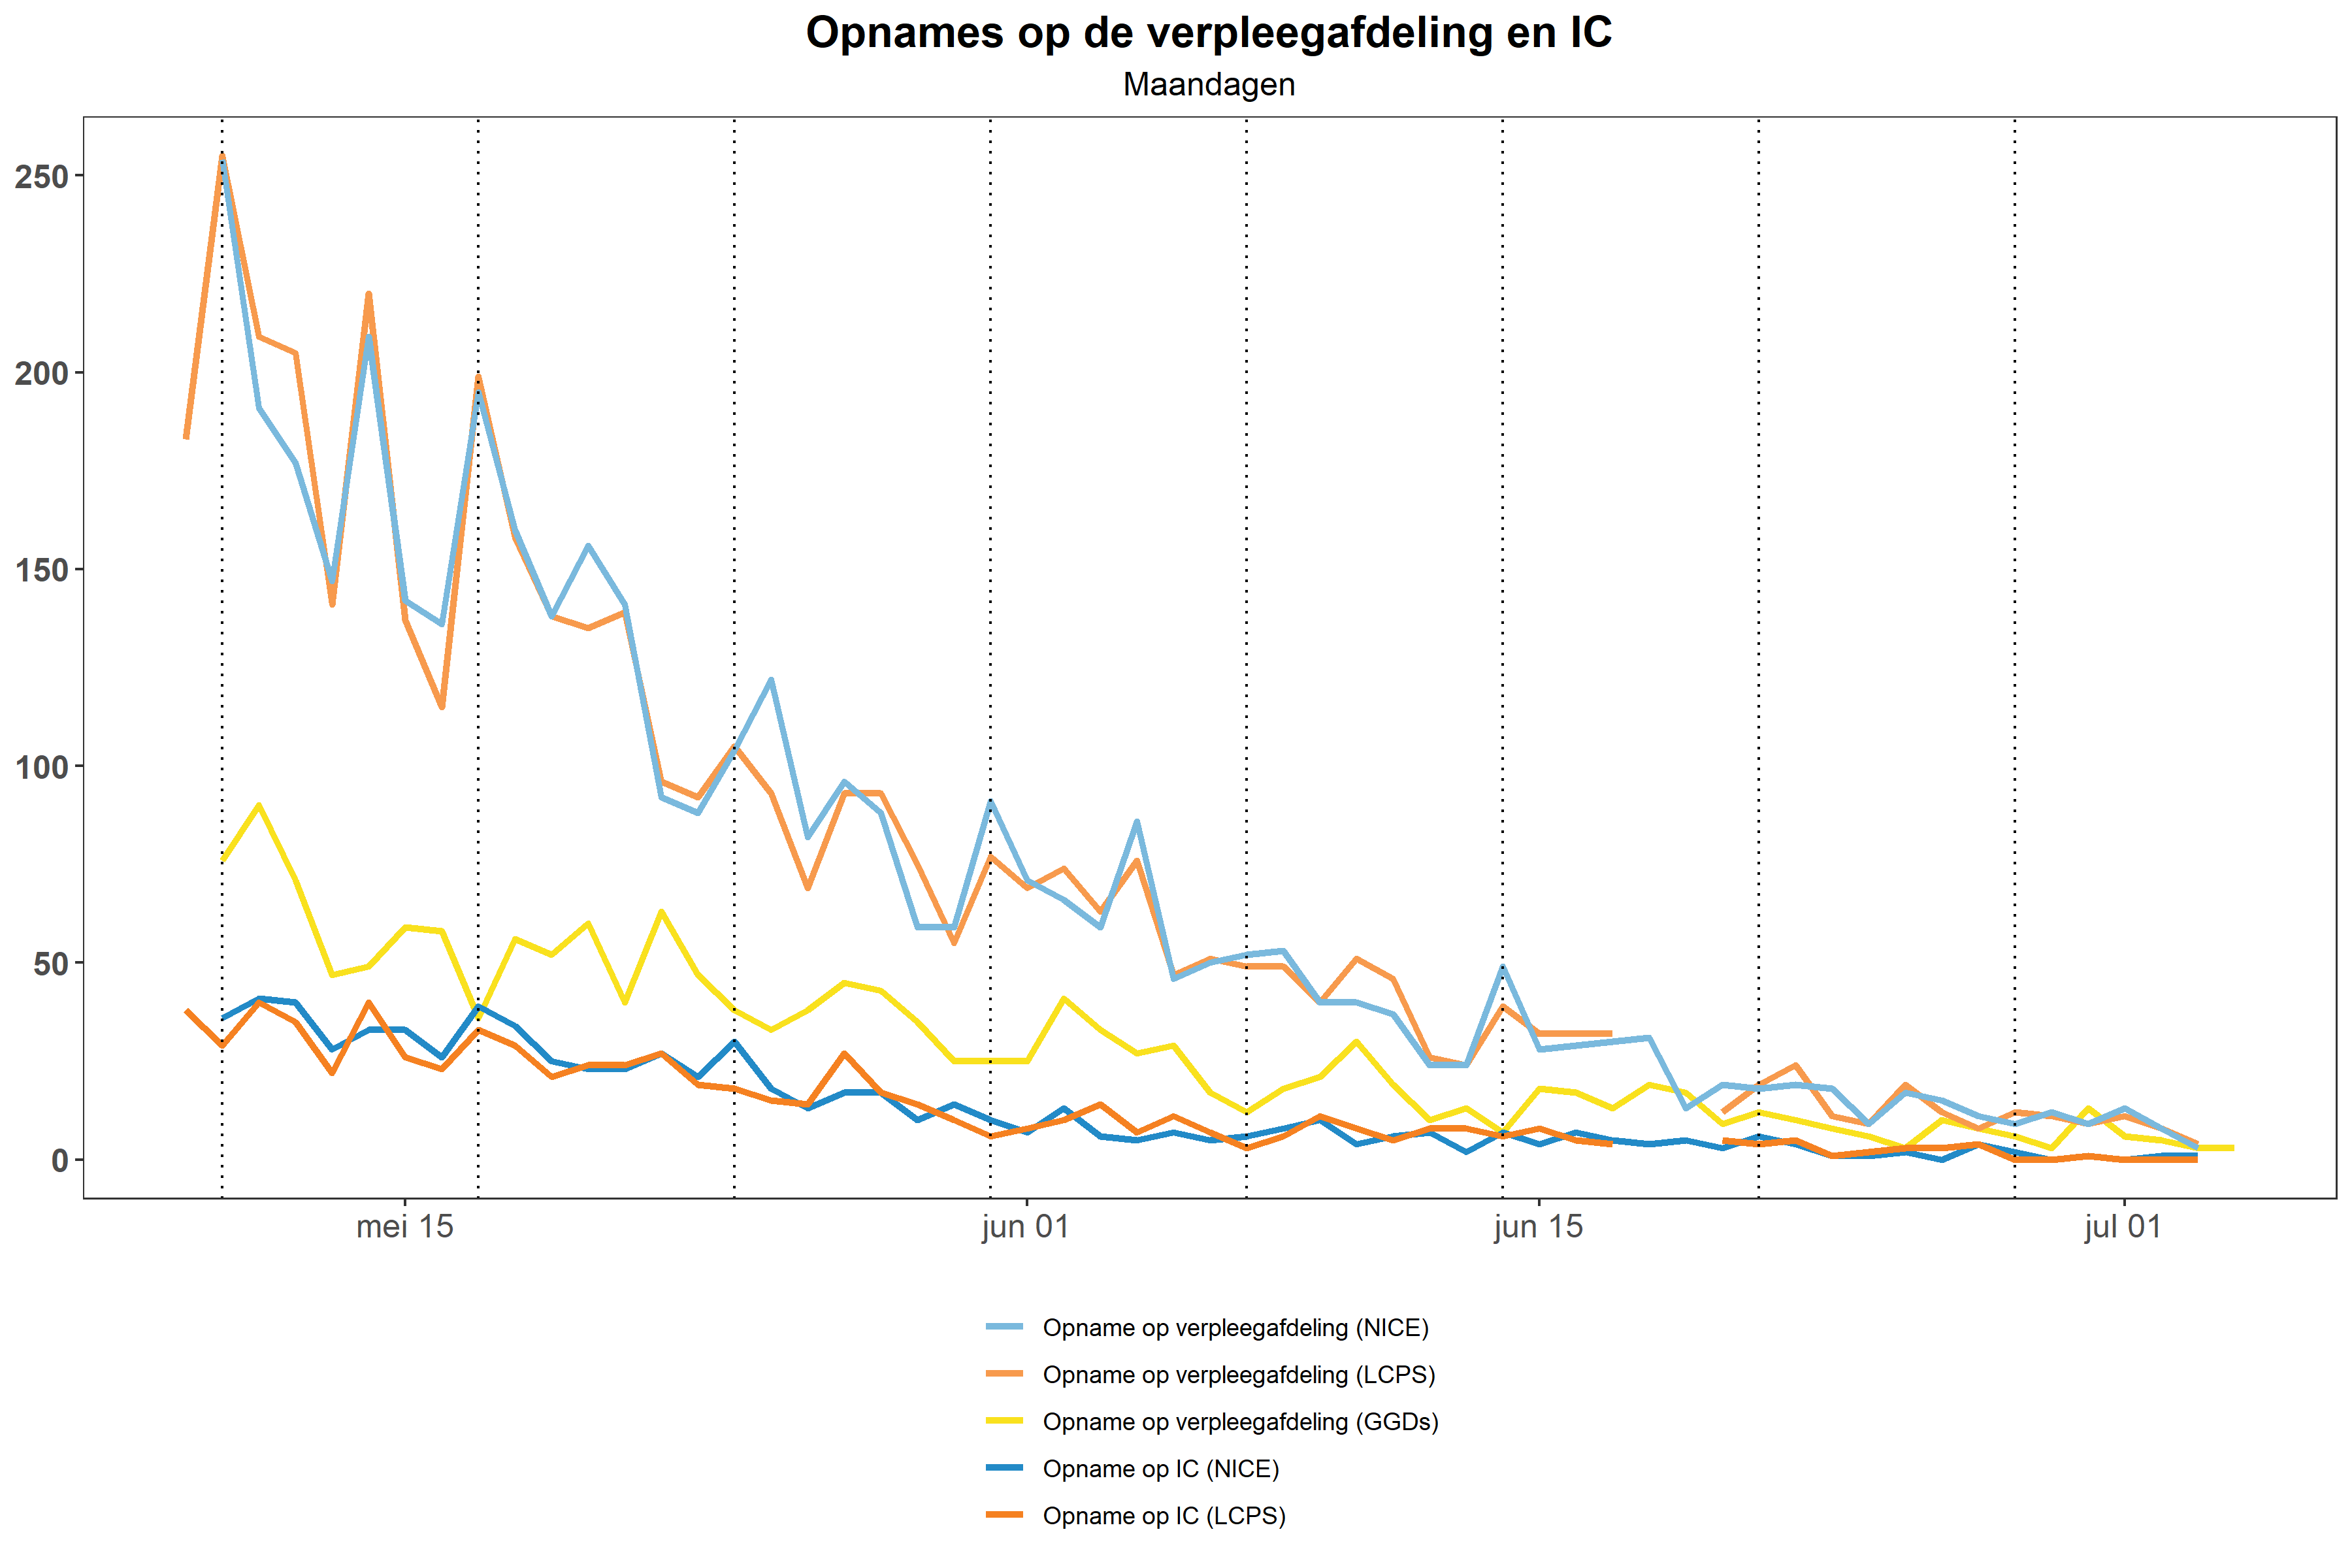 Opnames op de verpleegafdeling en IC
Maandagen
250
200
150
100
50
0
mei 15
jun 01
jun 15
jul 01
Opname op verpleegafdeling (NICE)
Opname op verpleegafdeling (LCPS)
Opname op verpleegafdeling (GGDs)
Opname op IC (NICE)
Opname op IC (LCPS)